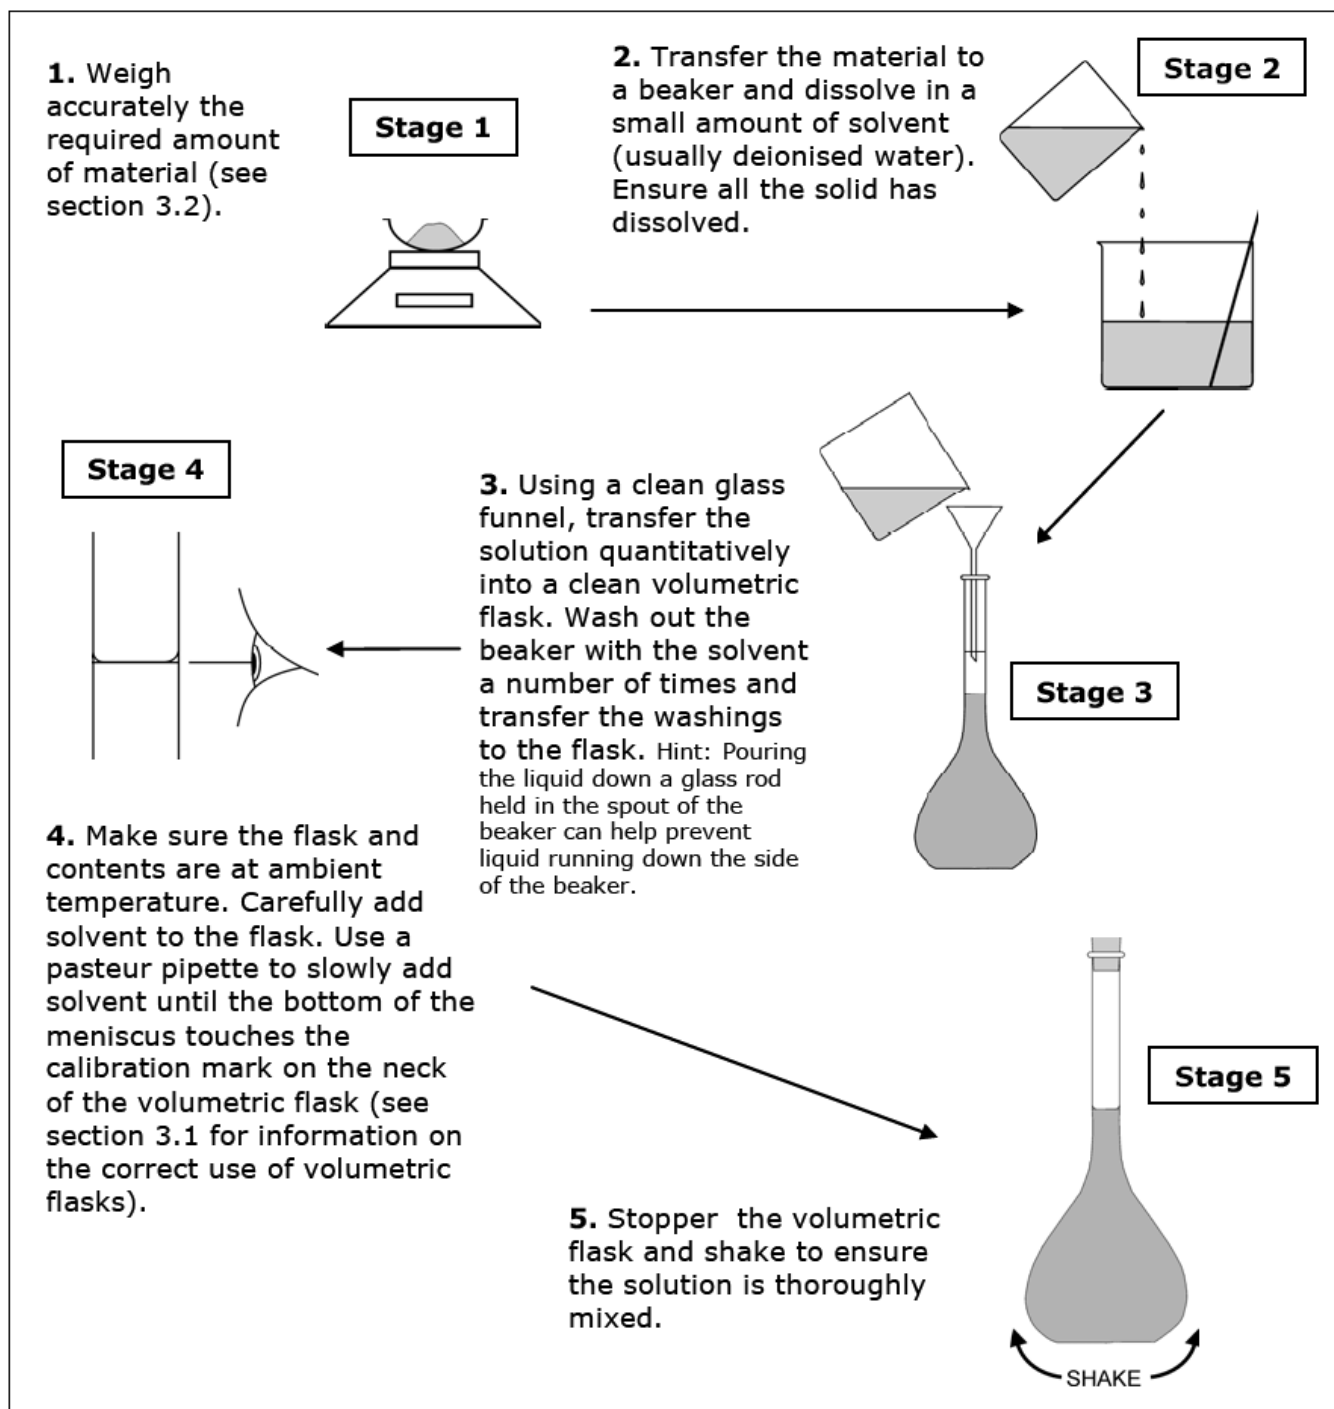 1. Weigh
accurately the
required amount
of material (see
section 3.2).
Stage 1
2. Transfer the material to
a beaker and dissolve in a
small amount of solvent
(usually deionised water).
Ensure all the solid has
dissolved.
Stage 2
3. Using a clean glass
funnel, transfer the
solution quantitatively
into a clean volumetric
flask. Wash out the
beaker with the solvent
a number of times and
transfer the washings
to the flask. Hint: Pouring
the liquid down a glass rod
held in the spout of the
beaker can help prevent
liquid running down the side
of the beaker.
Stage 3
Stage 4
4. Make sure the flask and
contents are at ambient
temperature. Carefully add
solvent to the flask. Use a
pasteur pipette to slowly add
solvent until the bottom of the
meniscus touches the
calibration mark on the neck
of the volumetric flask (see
section 3.1 for information on
the correct use of volumetric
flasks).
5. Stopper the volumetric
flask and shake to ensure
the solution is thoroughly
mixed.
Stage 5
SHAKE